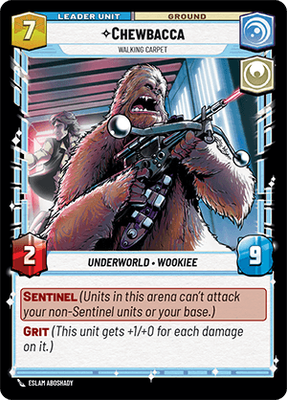 LEADER UNIT
GROUND
7
CHEWBACCA
WALKING CARPET
2
UNDERWORLD • WOOKIEE
9
SENTINEL (Units in this arena can't attack
your non-Sentinel units or your base.)
GRIT (This unit gets +1/+0 for each damage
on it.)
ESLAM ABOSHADY